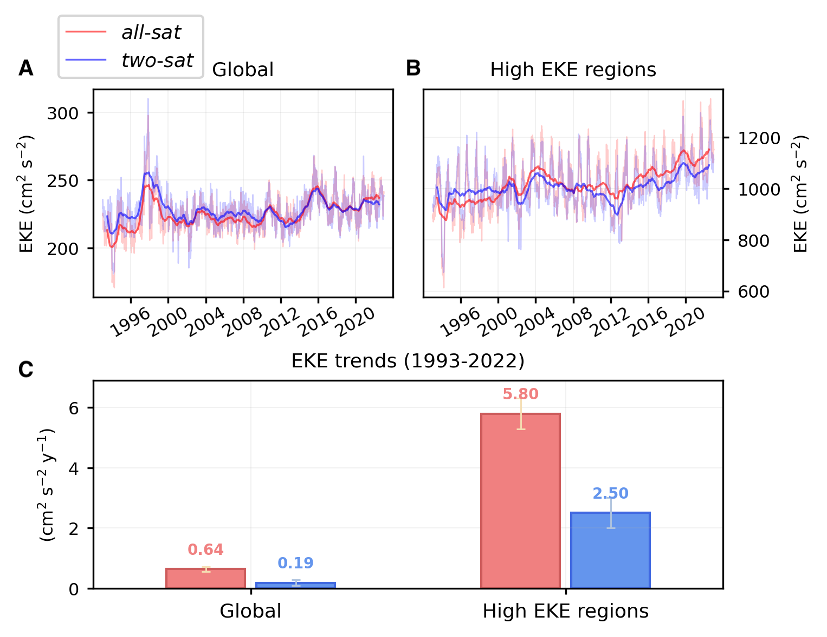 all-sat
two-sat
A
Global
B
High EKE regions
EKE (cm² s⁻²)
300
250
200
1996
2000
2004
2008
2012
2016
2020
1200
1000
800
600
EKE (cm² s⁻²)
1996
2000
2004
2008
2012
2016
2020
C
EKE trends (1993-2022)
(cm² s⁻² y⁻¹)
6
4
2
0
0.64
0.19
5.80
2.50
Global
High EKE regions